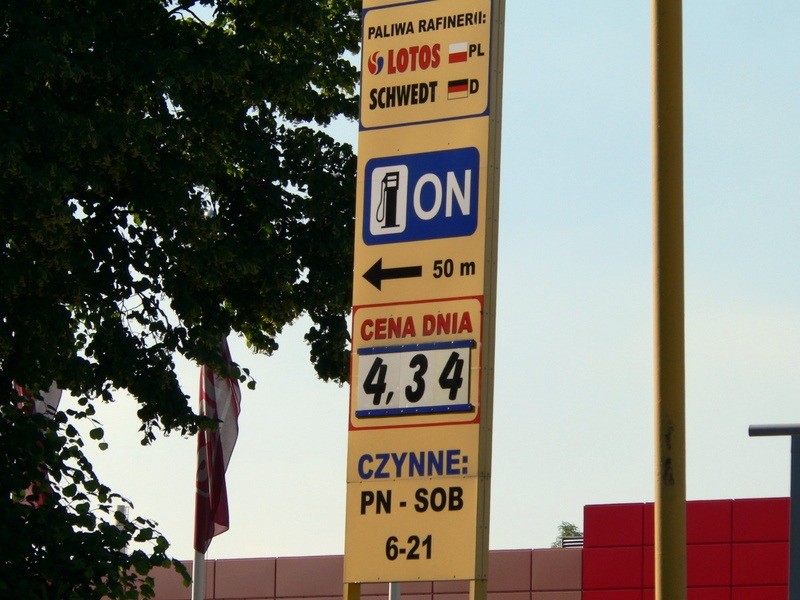 PALIWA RAFINERII:
LOTOS PL
SCHWEDT D
ON
50 m
CENA DNIA
4,34
CZYNNE:
PN - SOB
6-21